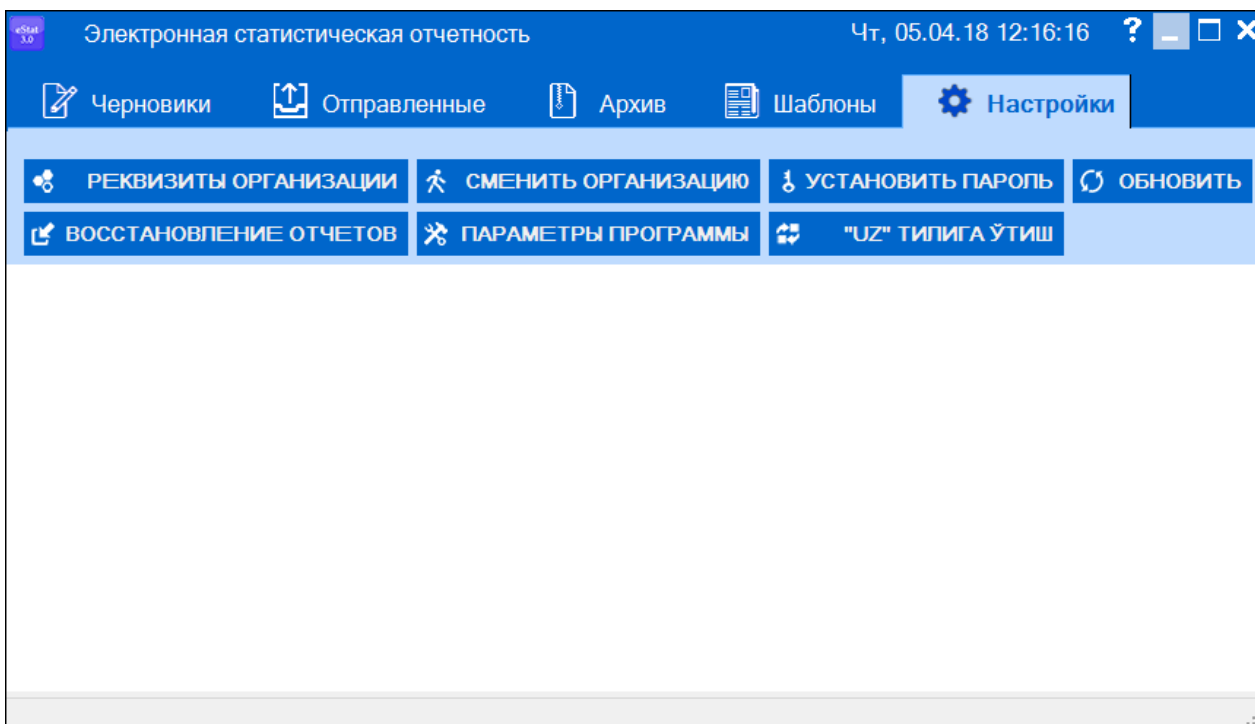 eStat 3.0 Электронная статистическая отчетность Чт, 05.04.18 12:16:16 ?
Черновики Отправленные Архив Шаблоны Настройки
РЕКВИЗИТЫ ОРГАНИЗАЦИИ СМЕНИТЬ ОРГАНИЗАЦИЮ УСТАНОВИТЬ ПАРОЛЬ ОБНОВИТЬ
ВОССТАНОВЛЕНИЕ ОТЧЕТОВ ПАРАМЕТРЫ ПРОГРАММЫ "UZ" ТИЛИГА ЎТИШ